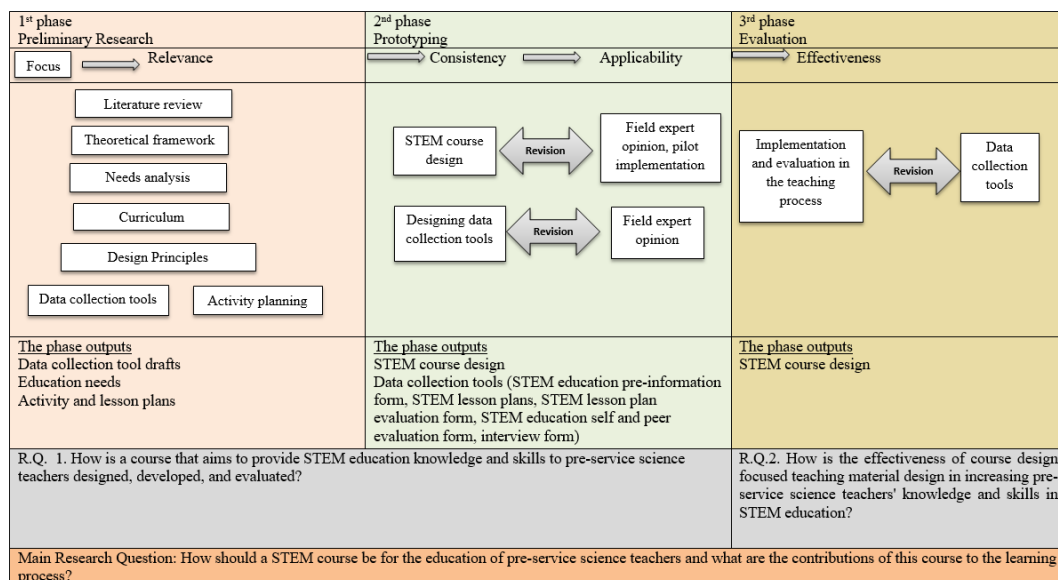 1st phase
Preliminary Research
2nd phase
Prototyping
3rd phase
Evaluation
Focus
Relevance
Consistency
Applicability
Effectiveness
Literature review
Theoretical framework
Needs analysis
Curriculum
Design Principles
Data collection tools
Activity planning
STEM course
design
Revision
Field expert
opinion, pilot
implementation
Designing data
collection tools
Revision
Field expert
opinion
Implementation
and evaluation in
the teaching
process
Revision
Data
collection
tools
The phase outputs
Data collection tool drafts
Education needs
Activity and lesson plans
The phase outputs
STEM course design
Data collection tools (STEM education pre-information
form, STEM lesson plans, STEM lesson plan
evaluation form, STEM education self and peer
evaluation form, interview form)
The phase outputs
STEM course design
R.Q. 1. How is a course that aims to provide STEM education knowledge and skills to pre-service science
teachers designed, developed, and evaluated?
R.Q.2. How is the effectiveness of course design
focused teaching material design in increasing pre-
service science teachers' knowledge and skills in
STEM education?
Main Research Question: How should a STEM course be for the education of pre-service science teachers and what are the contributions of this course to the learning
process?